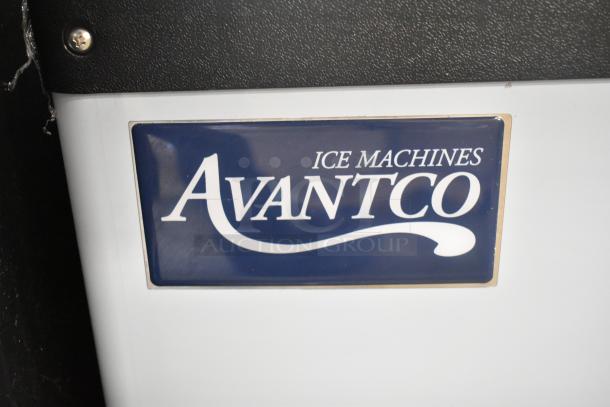 ICE MACHINES
AVANTCO
AUCTION GROUP